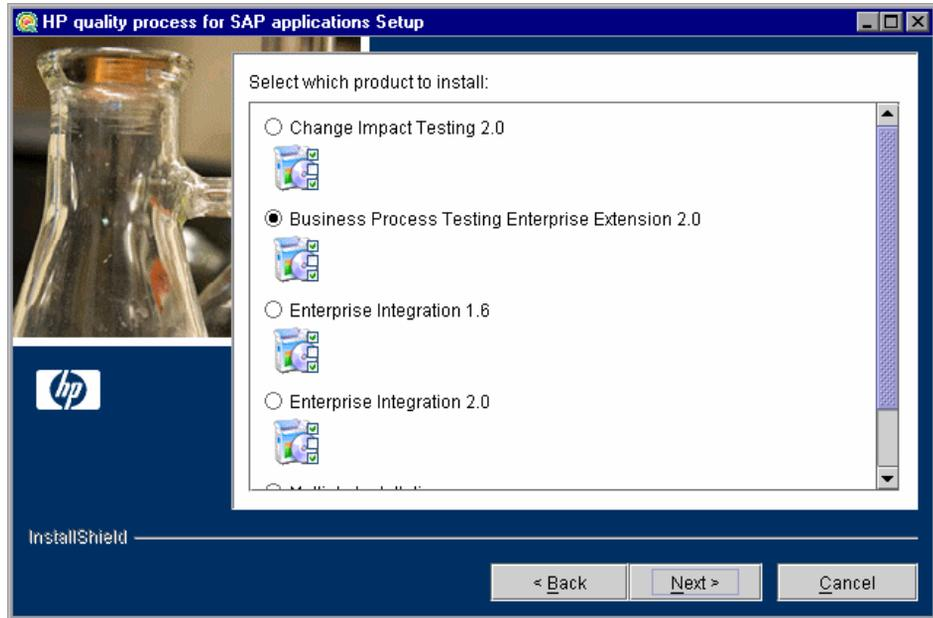 HP quality process for SAP applications Setup
Select which product to install:
Change Impact Testing 2.0
Business Process Testing Enterprise Extension 2.0
Enterprise Integration 1.6
Enterprise Integration 2.0
hp
InstallShield
< Back
Next >
Cancel